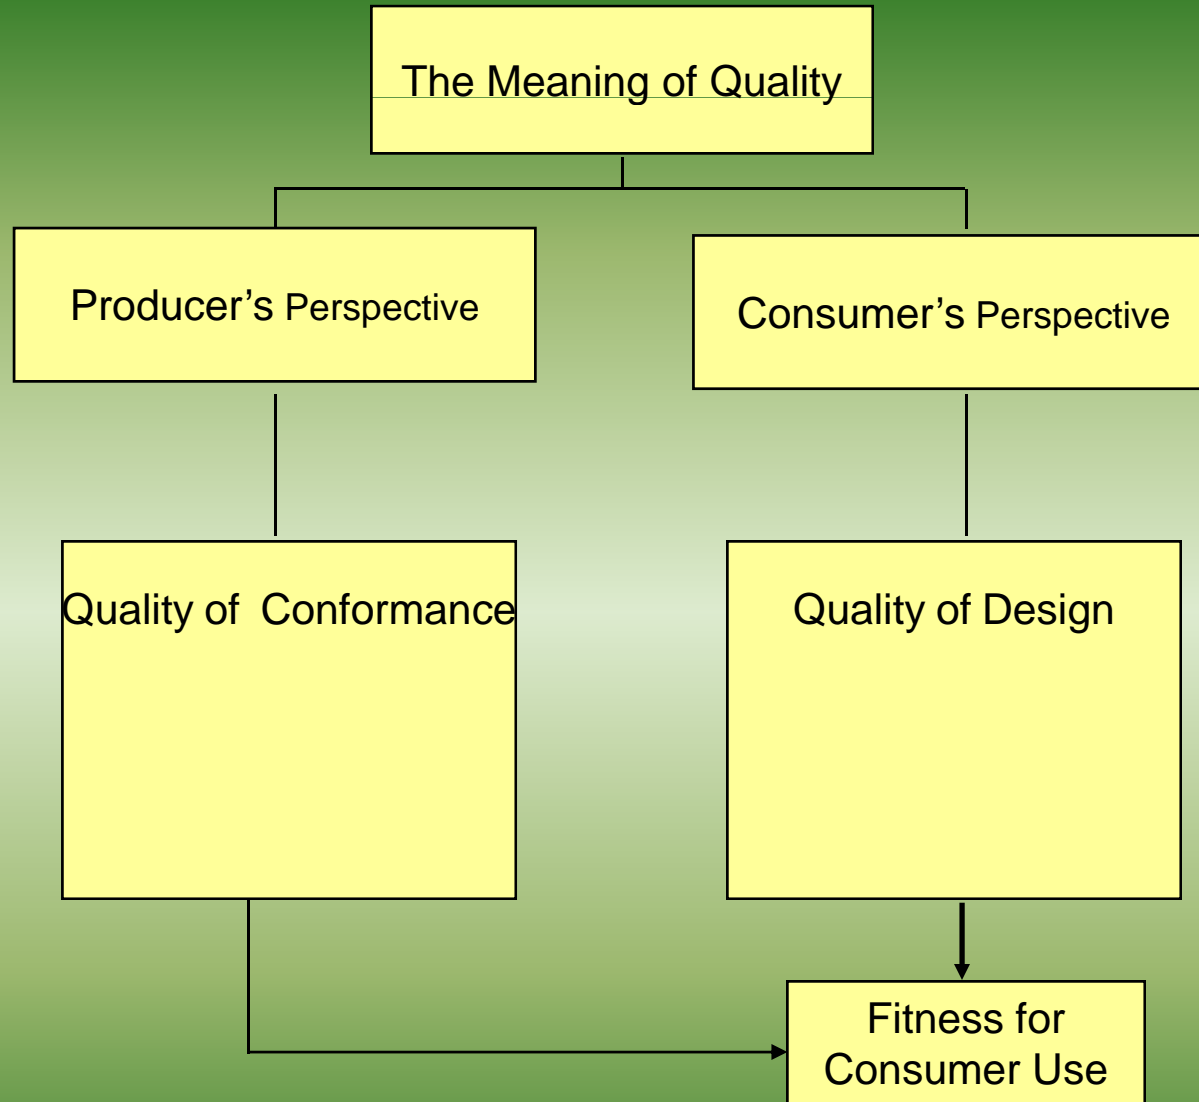 The Meaning of Quality
Producer’s Perspective
Consumer’s Perspective
Quality of  Conformance
Quality of Design
Fitness for
Consumer Use